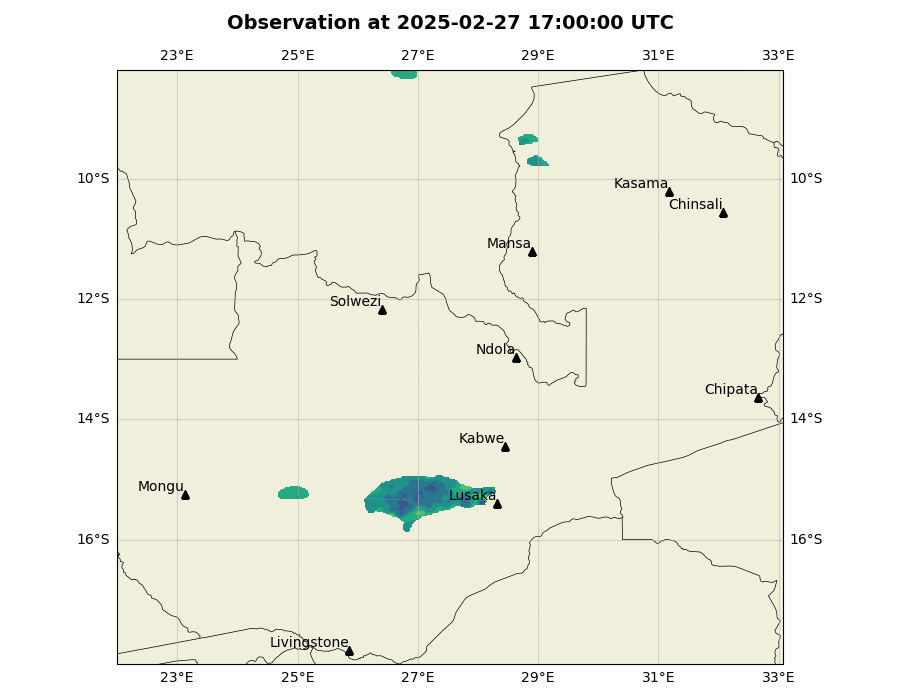 Observation at 2025-02-27 17:00:00 UTC
23°E 25°E 27°E 29°E 31°E 33°E
10°S 10°S
Kasama
Chinsali
Mansa
12°S 12°S
Solwezi
Ndola
Chipata
14°S 14°S
Kabwe
Mongu
Lusaka
16°S 16°S
Livingstone
23°E 25°E 27°E 29°E 31°E 33°E